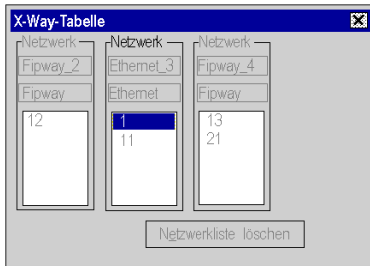 X-Way-Tabelle
Netzwerk Netzwerk Netzwerk
Fipway_2 Ethernet_3 Fipway_4
Fipway Ethernet Fipway
12 1 13
11 21
Netzwerkliste löschen